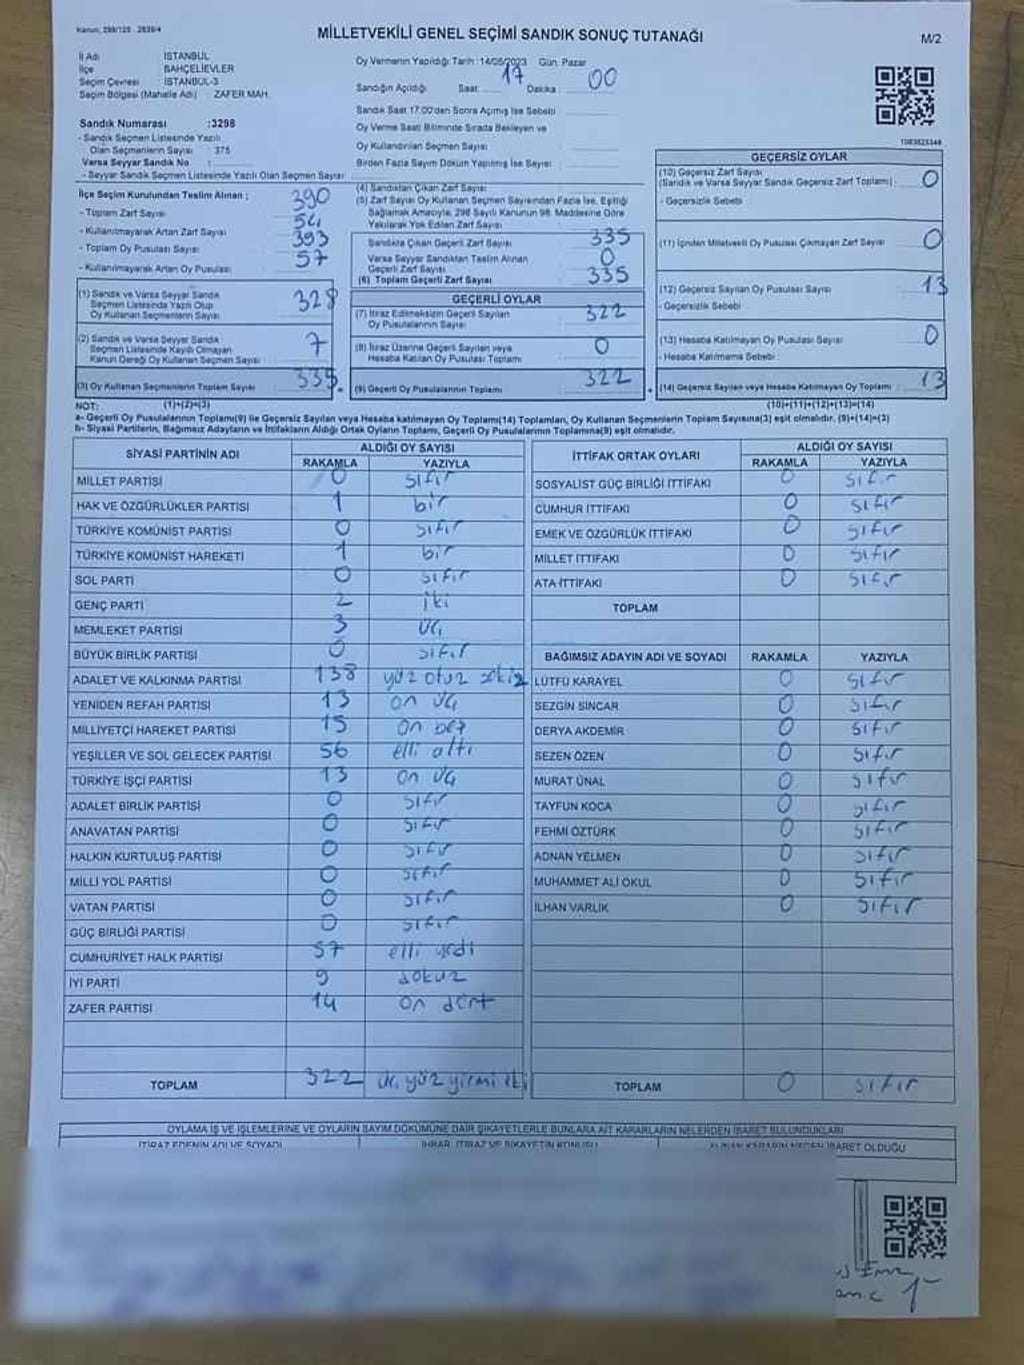 Kanun, 298/125 . 2839/4
MİLLETVEKİLİ GENEL SEÇİMİ SANDIK SONUÇ TUTANAĞI
M/2
İl Adı İSTANBUL
İlçe BAHÇELİEVLER
Seçim Çevresi İSTANBUL-3
Seçim Bölgesi (Mahalle Adı) ZAFER MAH.
Oy Vermenin Yapıldığı Tarih :14/05/2023 Gün: Pazar
Sandığın Açıldığı Saat 17 Dakika 00
Sandık Saat 17:00'den Sonra Açılmış İse Sebebi
Oy Verme Saati Bitiminde Sırada Bekleyen ve
Oy Kullandırılan Seçmen Sayısı
Birden Fazla Sayım Döküm Yapılmış İse Sayısı
Sandık Numarası :3298
- Sandık Seçmen Listesinde Yazılı
Olan Seçmenlerin Sayısı : 375
Varsa Seyyar Sandık No :
- Seyyar Sandık Seçmen Listesinde Yazılı Olan Seçmen Sayısı
İlçe Seçim Kurulundan Teslim Alınan ;
- Toplam Zarf Sayısı 390
- Kullanılmayarak Artan Zarf Sayısı
- Toplam Oy Pusulası Sayısı 393
- Kullanılmayarak Artan Oy Pusulası 57
(1) Sandık ve Varsa Seyyar Sandık
Seçmen Listesinde Yazılı Olup
Oy Kullanan Seçmenlerin Sayısı 328
(2) Sandık ve Varsa Seyyar Sandık
Seçmen Listesinde Kayıtlı Olmayan
Kanun Gereği Oy Kullanan Seçmen Sayısı 7
(3) Oy Kullanan Seçmenlerin Toplam Sayısı 335
(1)+(2)=(3)
(4) Sandıktan Çıkan Zarf Sayısı
(5) Zarf Sayısı Oy Kullanan Seçmen Sayısından Fazla İse, Eşitliği
Sağlamak Amacıyla, 298 Sayılı Kanunun 98. Maddesine Göre
Yakılarak Yok Edilen Zarf Sayısı
Sandıkta Çıkan Geçerli Zarf Sayısı 335
Varsa Seyyar Sandıktan Teslim Alınan
Geçerli Zarf Sayısı 0
(6) Toplam Geçerli Zarf Sayısı 335
GEÇERLİ OYLAR
(7) İtiraz Edilmeksizin Geçerli Sayılan
Oy Pusulalarının Sayısı 322
(8) İtiraz Üzerine Geçerli Sayılan veya
Hesaba Katılan Oy Pusulası Toplamı 0
(9) Geçerli Oy Pusulalarının Toplamı 322
1083823348
GEÇERSİZ OYLAR
(10) Geçersiz Zarf Sayısı
(Sandık ve Varsa Seyyar Sandık Geçersiz Zarf Toplamı) : 0
- Geçersizlik Sebebi
(11) İçinden Milletvekili Oy Pusulası Çıkmayan Zarf Sayısı 0
(12) Geçersiz Sayılan Oy Pusulası Sayısı 13
- Geçersizlik Sebebi
(13) Hesaba Katılmayan Oy Pusulası Sayısı 0
- Hesaba Katılmama Sebebi
(14) Geçersiz Sayılan veya Hesaba Katılmayan Oy Toplamı 13
(10)+(11)+(12)+(13)=(14)
NOT:
a- Geçerli Oy Pusulalarının Toplamı(9) ile Geçersiz Sayılan veya Hesaba katılmayan Oy Toplamı(14) Toplamları, Oy Kullanan Seçmenlerin Toplam Sayısına(3) eşit olmalıdır. (9)+(14)=(3)
b- Siyasi Partilerin, Bağımsız Adayların ve İttifakların Aldığı Ortak Oyların Toplamı, Geçerli Oy Pusulalarının Toplamına(9) eşit olmalıdır.
SİYASİ PARTİNİN ADI ALDIĞI OY SAYISI
RAKAMLA YAZIYLA
MİLLET PARTİSİ 0 sıfır
HAK VE ÖZGÜRLÜKLER PARTİSİ 1 bir
TÜRKİYE KOMÜNİST PARTİSİ 0 sıfır
TÜRKİYE KOMÜNİST HAREKETİ 1 bir
SOL PARTİ 0 sıfır
GENÇ PARTİ 2 iki
MEMLEKET PARTİSİ 3 üç
BÜYÜK BİRLİK PARTİSİ 0 sıfır
ADALET VE KALKINMA PARTİSİ 138 yüz otuz sekiz
YENİDEN REFAH PARTİSİ 13 on üç
MİLLİYETÇİ HAREKET PARTİSİ 15 on beş
YEŞİLLER VE SOL GELECEK PARTİSİ 56 elli altı
TÜRKİYE İŞÇİ PARTİSİ 13 on üç
ADALET BİRLİK PARTİSİ 0 sıfır
ANAVATAN PARTİSİ 0 sıfır
HALKIN KURTULUŞ PARTİSİ 0 sıfır
MİLLİ YOL PARTİSİ 0 sıfır
VATAN PARTİSİ 0 sıfır
GÜÇ BİRLİĞİ PARTİSİ 0 sıfır
CUMHURİYET HALK PARTİSİ 57 elli yedi
İYİ PARTİ 9 dokuz
ZAFER PARTİSİ 14 on dört
TOPLAM 322 üç yüz yirmi iki
İTTİFAK ORTAK OYLARI ALDIĞI OY SAYISI
RAKAMLA YAZIYLA
SOSYALİST GÜÇ BİRLİĞİ İTTİFAKI 0 sıfır
CUMHUR İTTİFAKI 0 sıfır
EMEK VE ÖZGÜRLÜK İTTİFAKI 0 sıfır
MİLLET İTTİFAKI 0 sıfır
ATA İTTİFAKI 0 sıfır
TOPLAM
BAĞIMSIZ ADAYIN ADI VE SOYADI RAKAMLA YAZIYLA
LÜTFÜ KARAYEL 0 sıfır
SEZGİN SİNCAR 0 sıfır
DERYA AKDEMİR 0 sıfır
SEZEN ÖZEN 0 sıfır
MURAT ÜNAL 0 sıfır
TAYFUN KOCA 0 sıfır
FEHMİ ÖZTÜRK 0 sıfır
ADNAN YELMEN 0 sıfır
MUHAMMET ALİ OKUL 0 sıfır
İLHAN VARLIK 0 sıfır
TOPLAM 0 sıfır
OYLAMA İŞ VE İŞLEMLERİNE VE OYLARIN SAYIM DÖKÜMÜNE DAİR ŞİKAYETLERLE BUNLARA AİT KARARLARIN NELERDEN İBARET BULUNDUKLARI
İTİRAZ EDENİN ADI VE SOYADI İHBAR, İTİRAZ VE ŞİKAYETİN KONUSU ALINAN KARARIN NEDEN İBARET OLDUĞU